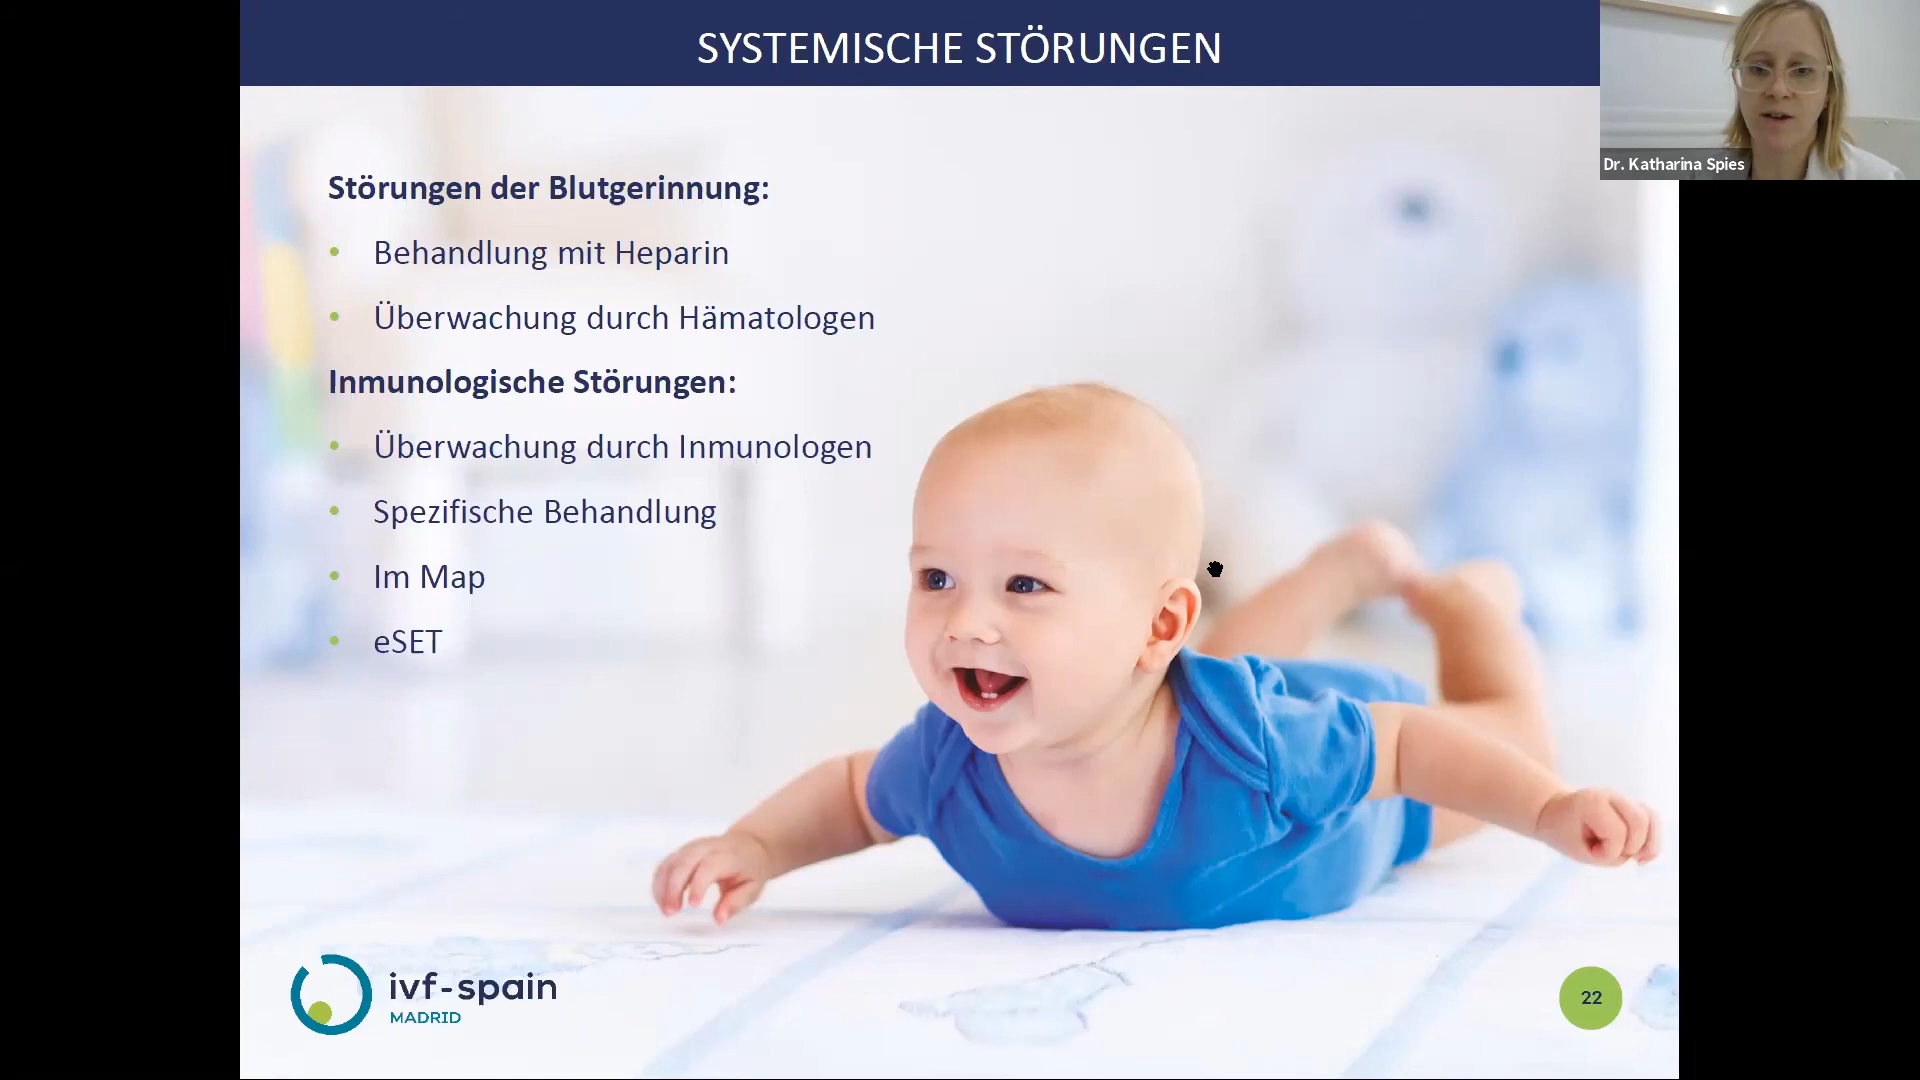 SYSTEMISCHE STÖRUNGEN
Dr. Katharina Spies
Störungen der Blutgerinnung:
• Behandlung mit Heparin
• Überwachung durch Hämatologen
Inmunologische Störungen:
• Überwachung durch Inmunologen
• Spezifische Behandlung
• Im Map
• eSET
ivf-spain
MADRID
22